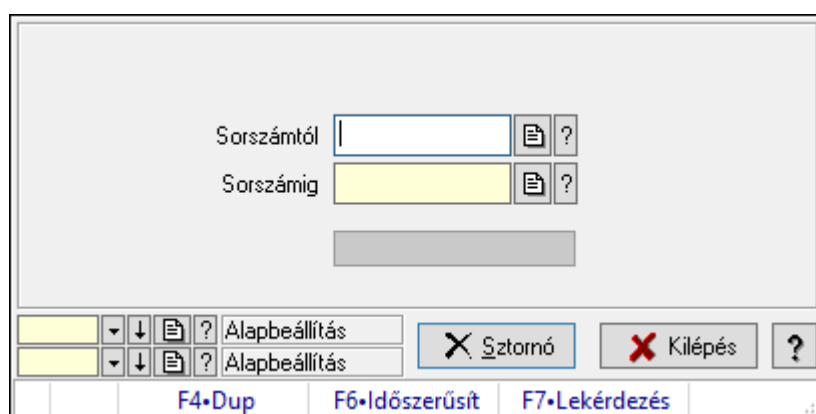 Sorszámtól ?
Sorszámig ?
? Alapbeállítás
? Alapbeállítás
Sztornó Kilépés ?
F4•Dup F6•Időszerűsít F7•Lekérdezés